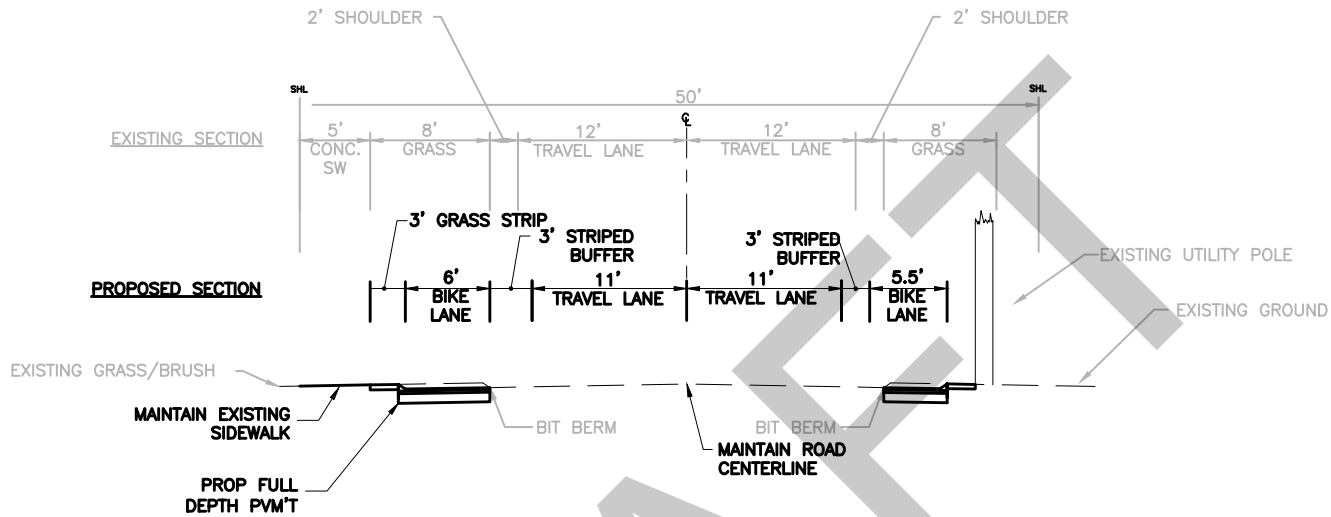 2' SHOULDER
2' SHOULDER
SHL
SHL
50'
℄
EXISTING SECTION
5'
CONC.
SW
8'
GRASS
12'
TRAVEL LANE
12'
TRAVEL LANE
8'
GRASS
3' GRASS STRIP
3' STRIPED
BUFFER
3' STRIPED
BUFFER
EXISTING UTILITY POLE
PROPOSED SECTION
6'
BIKE
LANE
11'
TRAVEL LANE
11'
TRAVEL LANE
5.5'
BIKE
LANE
EXISTING GROUND
EXISTING GRASS/BRUSH
MAINTAIN EXISTING
SIDEWALK
BIT BERM
BIT BERM
MAINTAIN ROAD
CENTERLINE
PROP FULL
DEPTH PVM'T